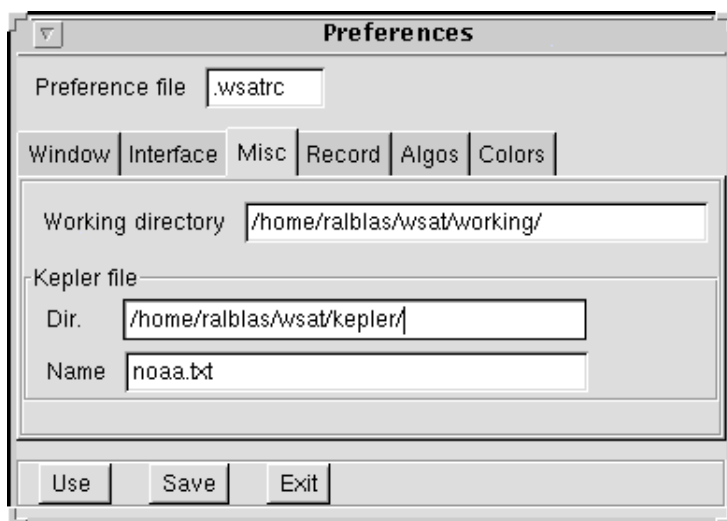 Preferences
Preference file .wsatrc
Window Interface Misc Record Algos Colors
Working directory /home/ralblas/wsat/working/
Kepler file
Dir. /home/ralblas/wsat/kepler/
Name noaa.txt
Use Save Exit